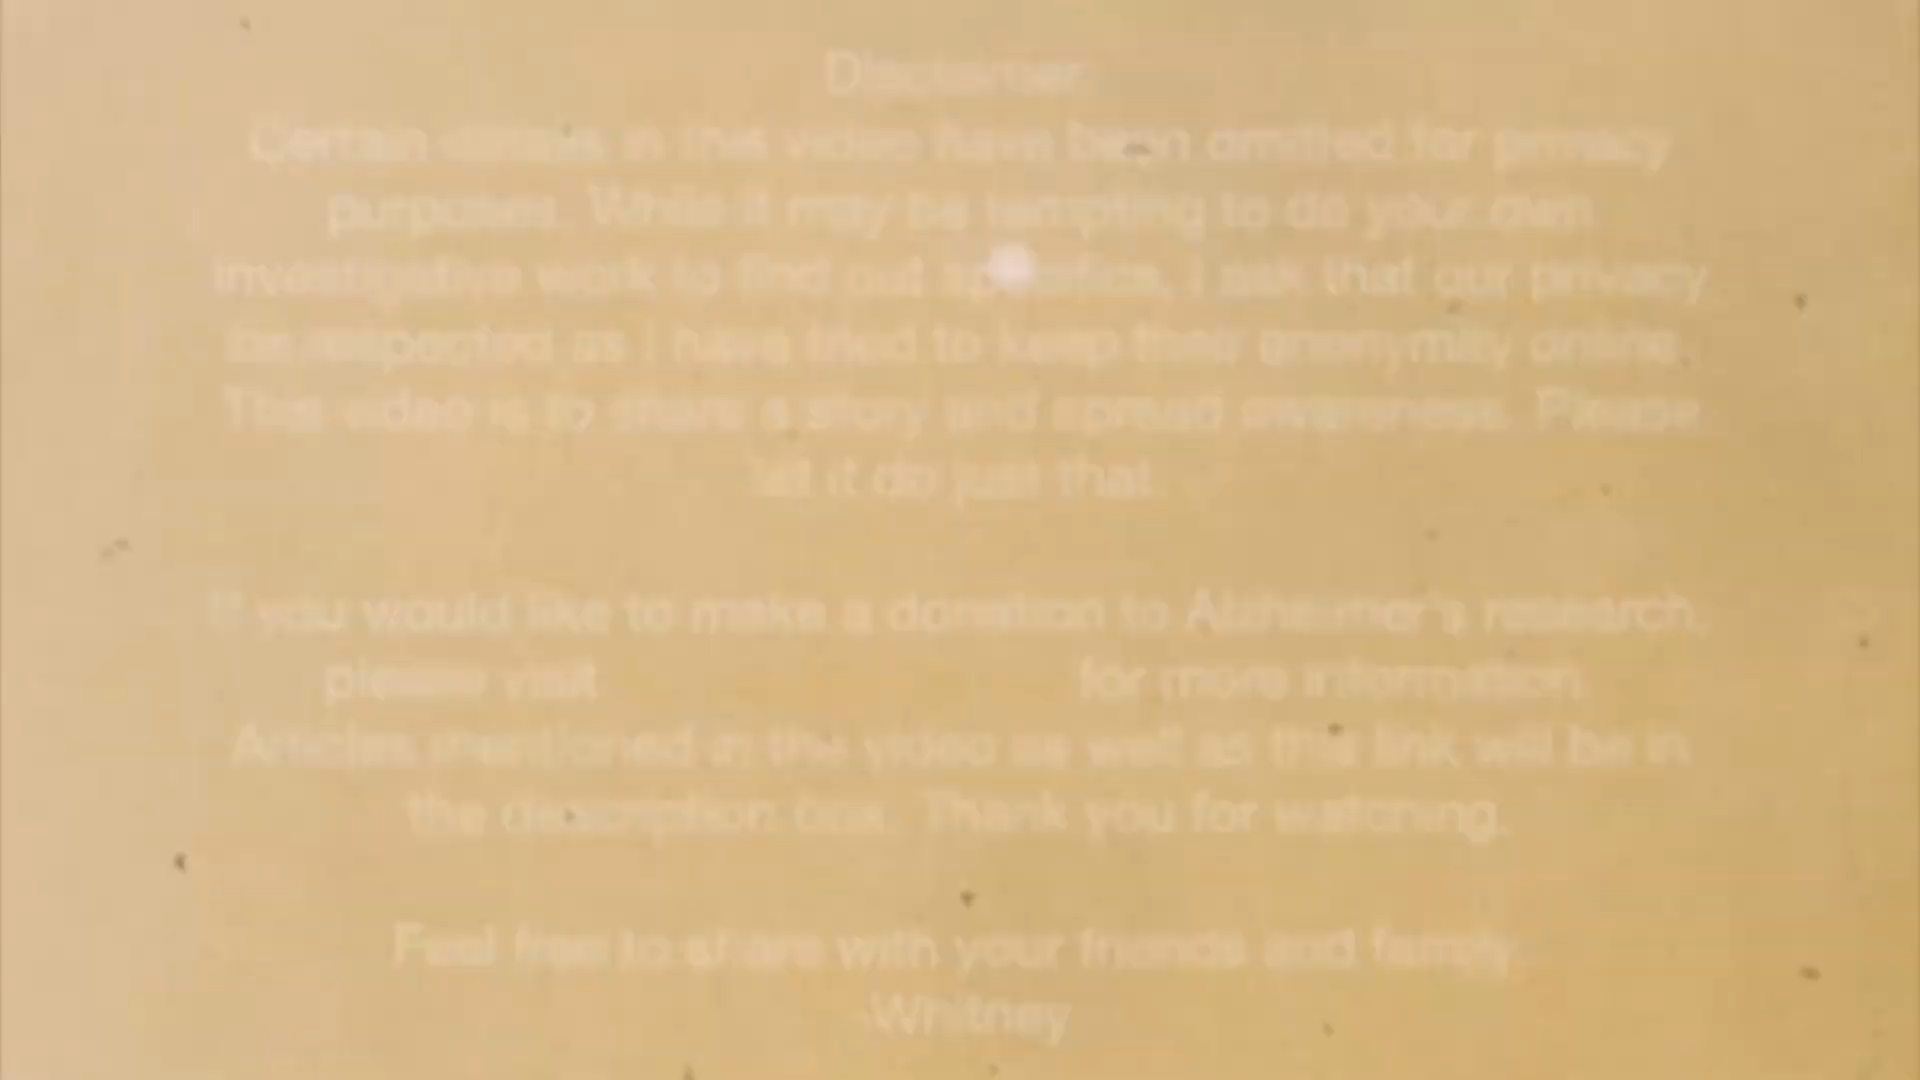 Disclaimer
Certain details in this video have been omitted for privacy
purposes. While it may be tempting to do your own
investigative work to find out specifics, I ask that our privacy
be respected as I have tried to keep their anonymity online.
This video is to share a story and spread awareness. Please
let it do just that.
If you would like to make a donation to Alzheimer's research,
please visit for more information.
Articles mentioned in the video as well as this link will be in
the description box. Thank you for watching.
Feel free to share with your friends and family.
-Whitney